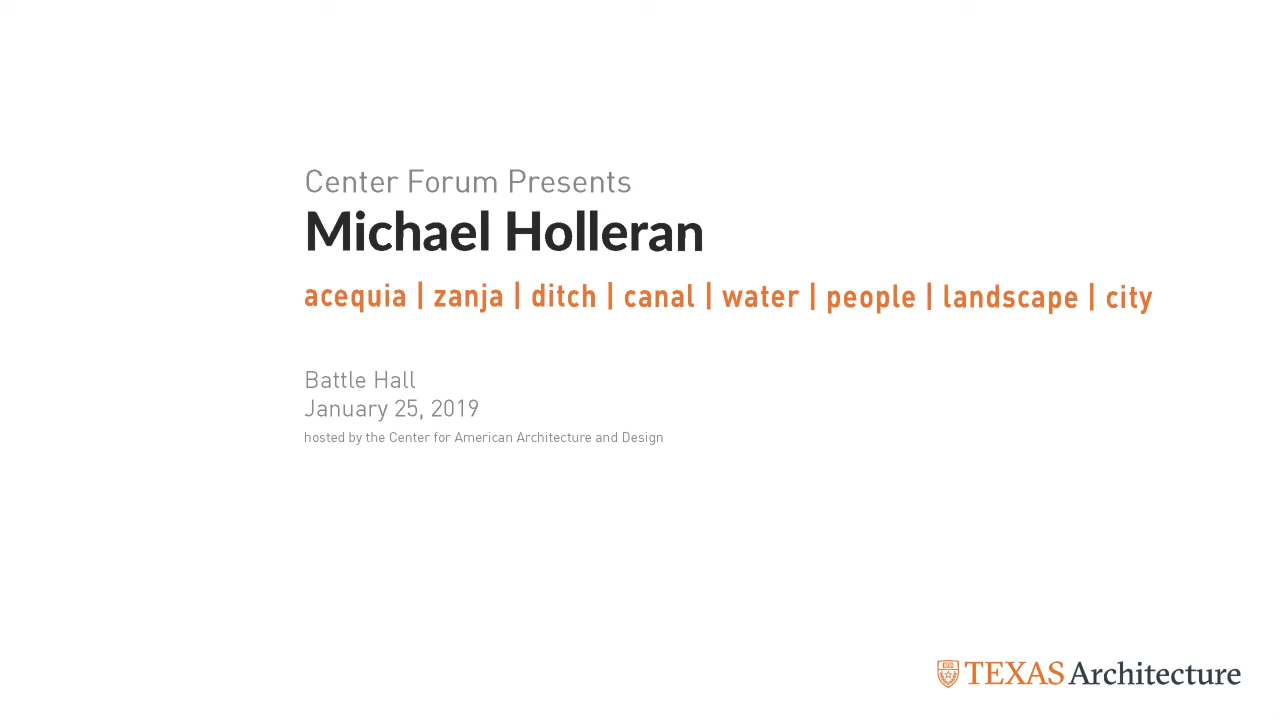 Center Forum Presents
Michael Holleran
acequia | zanja | ditch | canal | water | people | landscape | city
Battle Hall
January 25, 2019
hosted by the Center for American Architecture and Design
TEXAS Architecture